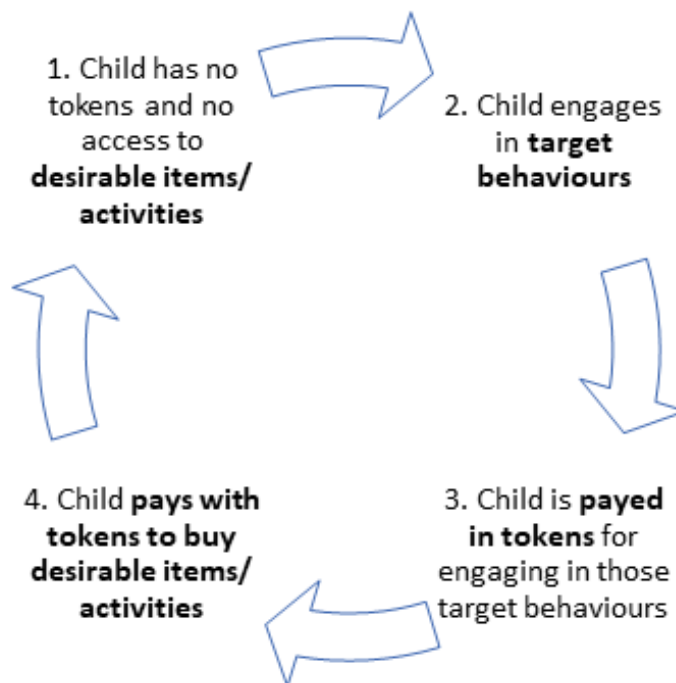 1. Child has no
tokens and no
access to
desirable items/
activities
2. Child engages
in target
behaviours
3. Child is payed
in tokens for
engaging in those
target behaviours
4. Child pays with
tokens to buy
desirable items/
activities